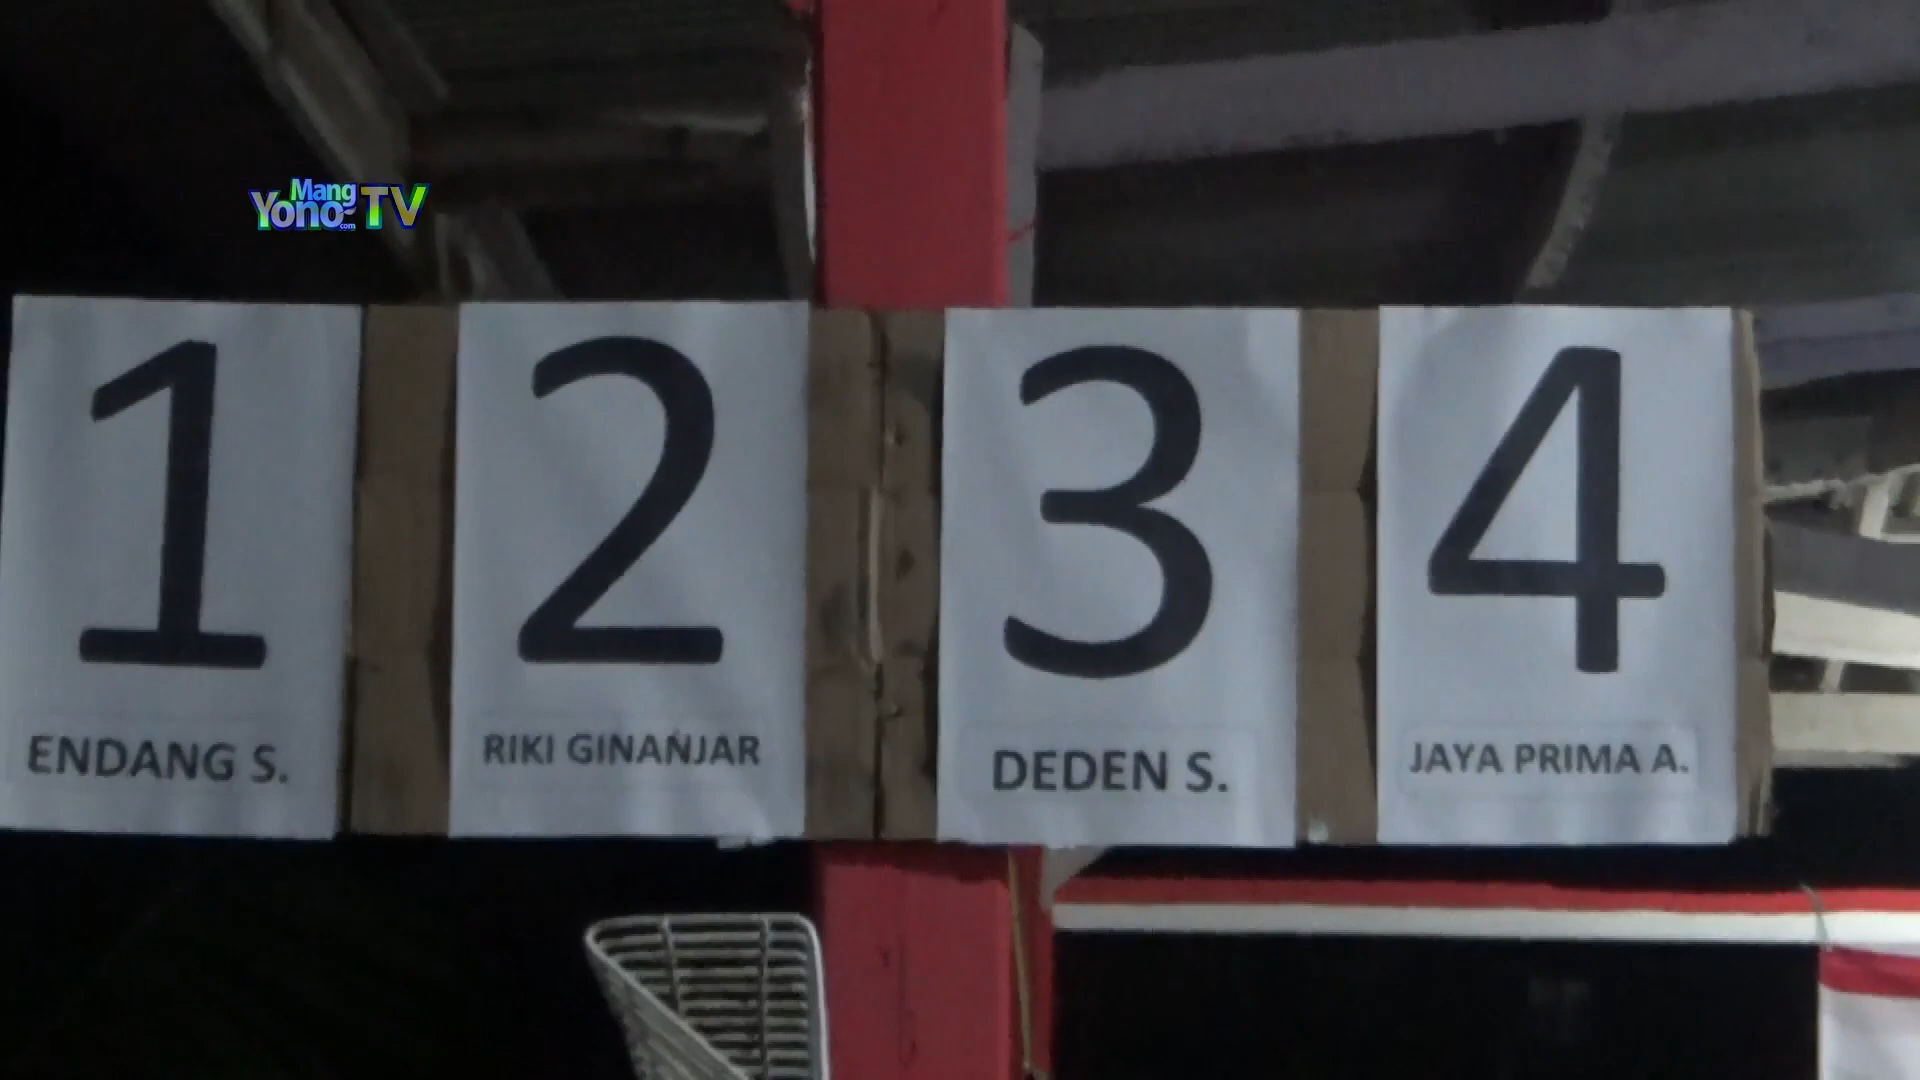 Mang
Yono.com TV
1
2
3
4
ENDANG S.
RIKI GINANJAR
DEDEN S.
JAYA PRIMA A.